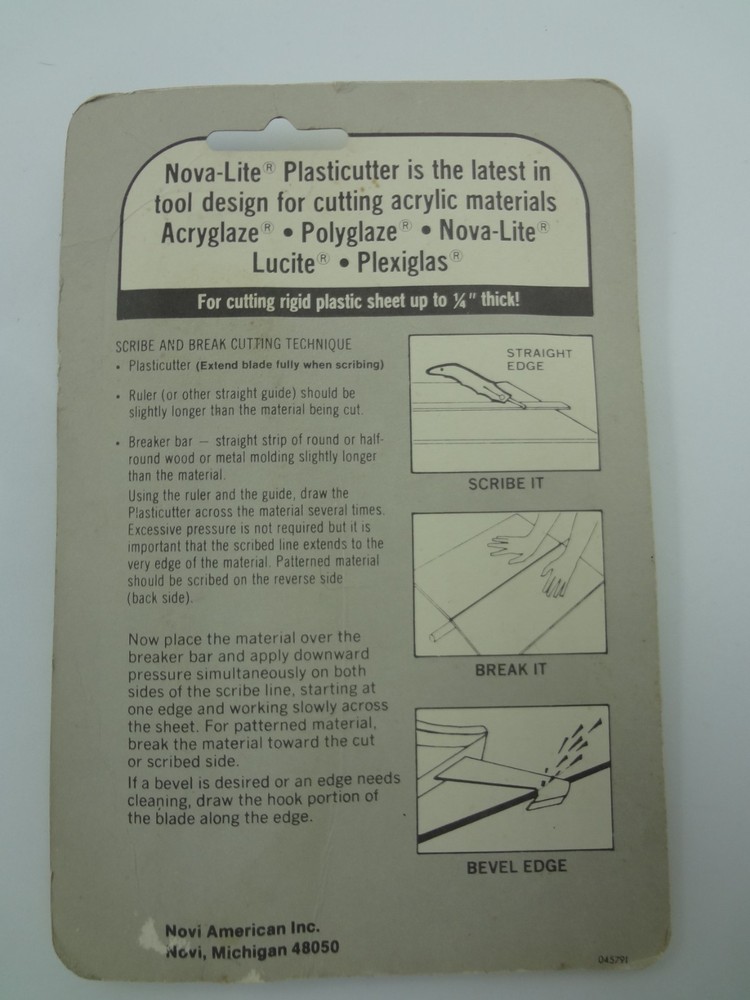 Nova-Lite® Plasticutter is the latest in
tool design for cutting acrylic materials
Acryglaze® • Polyglaze® • Nova-Lite®
Lucite® • Plexiglas®
For cutting rigid plastic sheet up to ¼" thick!
SCRIBE AND BREAK CUTTING TECHNIQUE
• Plasticutter (Extend blade fully when scribing)
• Ruler (or other straight guide) should be
slightly longer than the material being cut.
• Breaker bar — straight strip of round or half-
round wood or metal molding slightly longer
than the material.
Using the ruler and the guide, draw the
Plasticutter across the material several times.
Excessive pressure is not required but it is
important that the scribed line extends to the
very edge of the material. Patterned material
should be scribed on the reverse side
(back side).
Now place the material over the
breaker bar and apply downward
pressure simultaneously on both
sides of the scribe line, starting at
one edge and working slowly across
the sheet. For patterned material,
break the material toward the cut
or scribed side.
If a bevel is desired or an edge needs
cleaning, draw the hook portion of
the blade along the edge.
STRAIGHT
EDGE
SCRIBE IT
BREAK IT
BEVEL EDGE
Novi American Inc.
Novi, Michigan 48050
045791